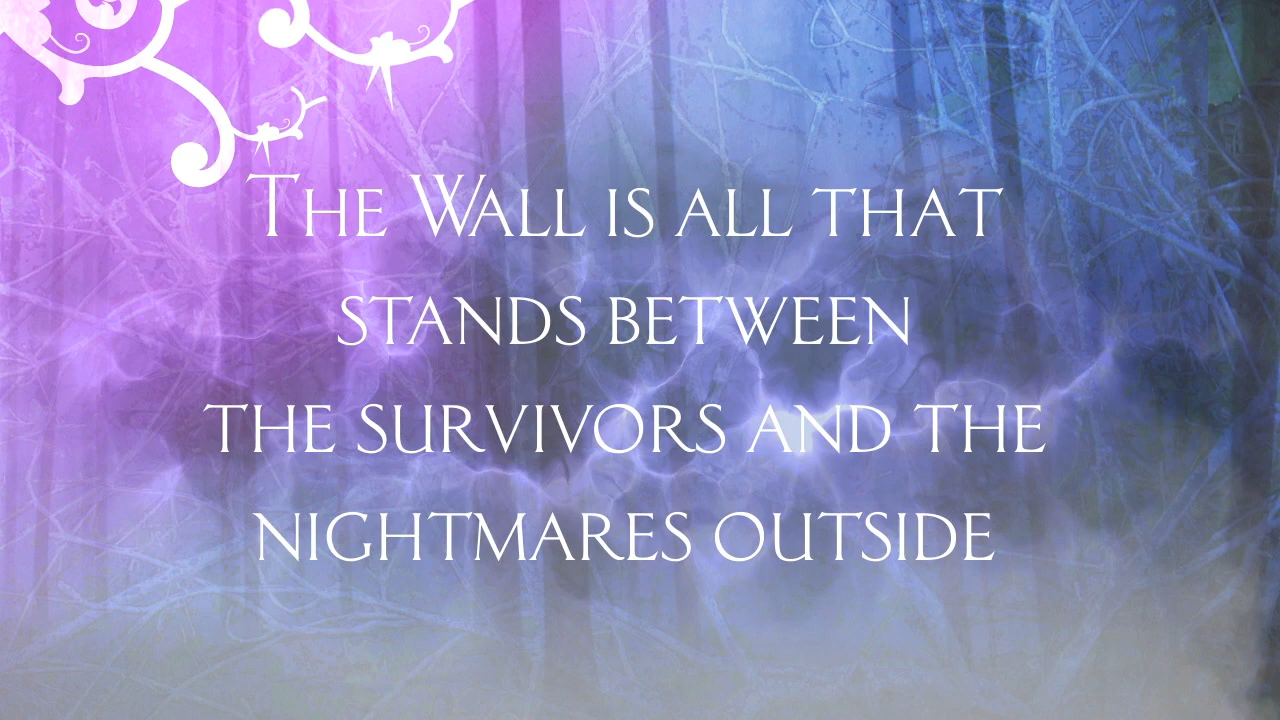 The Wall is all that
stands between
the survivors and the
nightmares outside